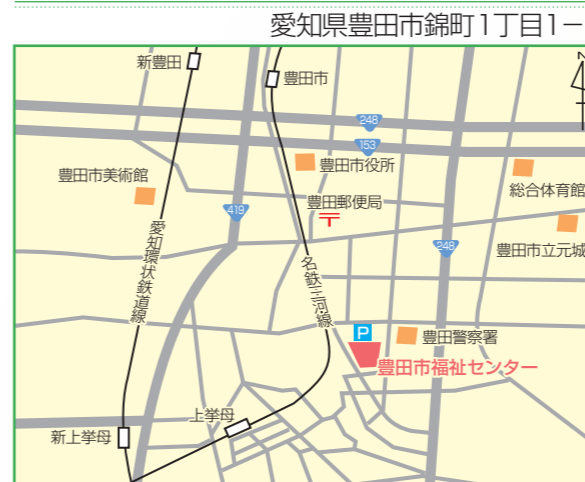 愛知県豊田市錦町1丁目1－
新豊田
豊田市
248
153
豊田市役所
豊田市美術館
総合体育館
豊田郵便局
419
〒
愛知環状鉄道線
名鉄三河線
248
豊田市立元城
P
豊田警察署
豊田市福祉センター
上挙母
新上挙母